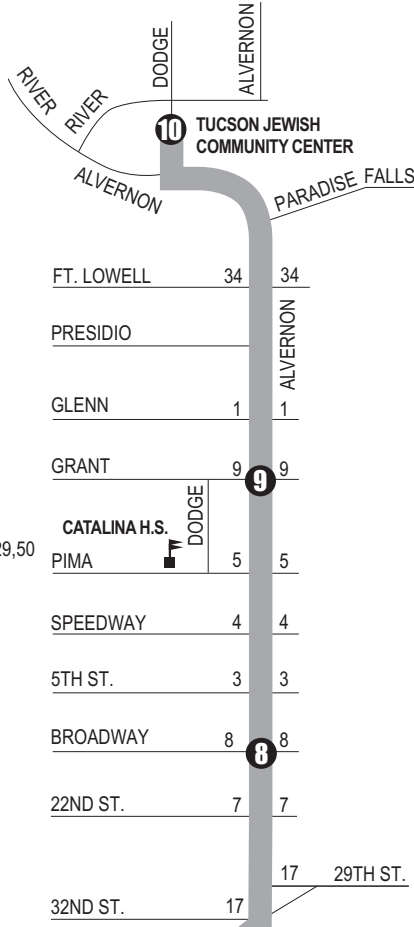 DODGE
ALVERNON
RIVER
RIVER
10 TUCSON JEWISH
COMMUNITY CENTER
ALVERNON
PARADISE FALLS
FT. LOWELL 34 34
PRESIDIO
ALVERNON
GLENN 1 1
GRANT 9 9 9
DODGE
CATALINA H.S.
29,50
PIMA 5 5
SPEEDWAY 4 4
5TH ST. 3 3
BROADWAY 8 8 8
22ND ST. 7 7
17 29TH ST.
32ND ST. 17